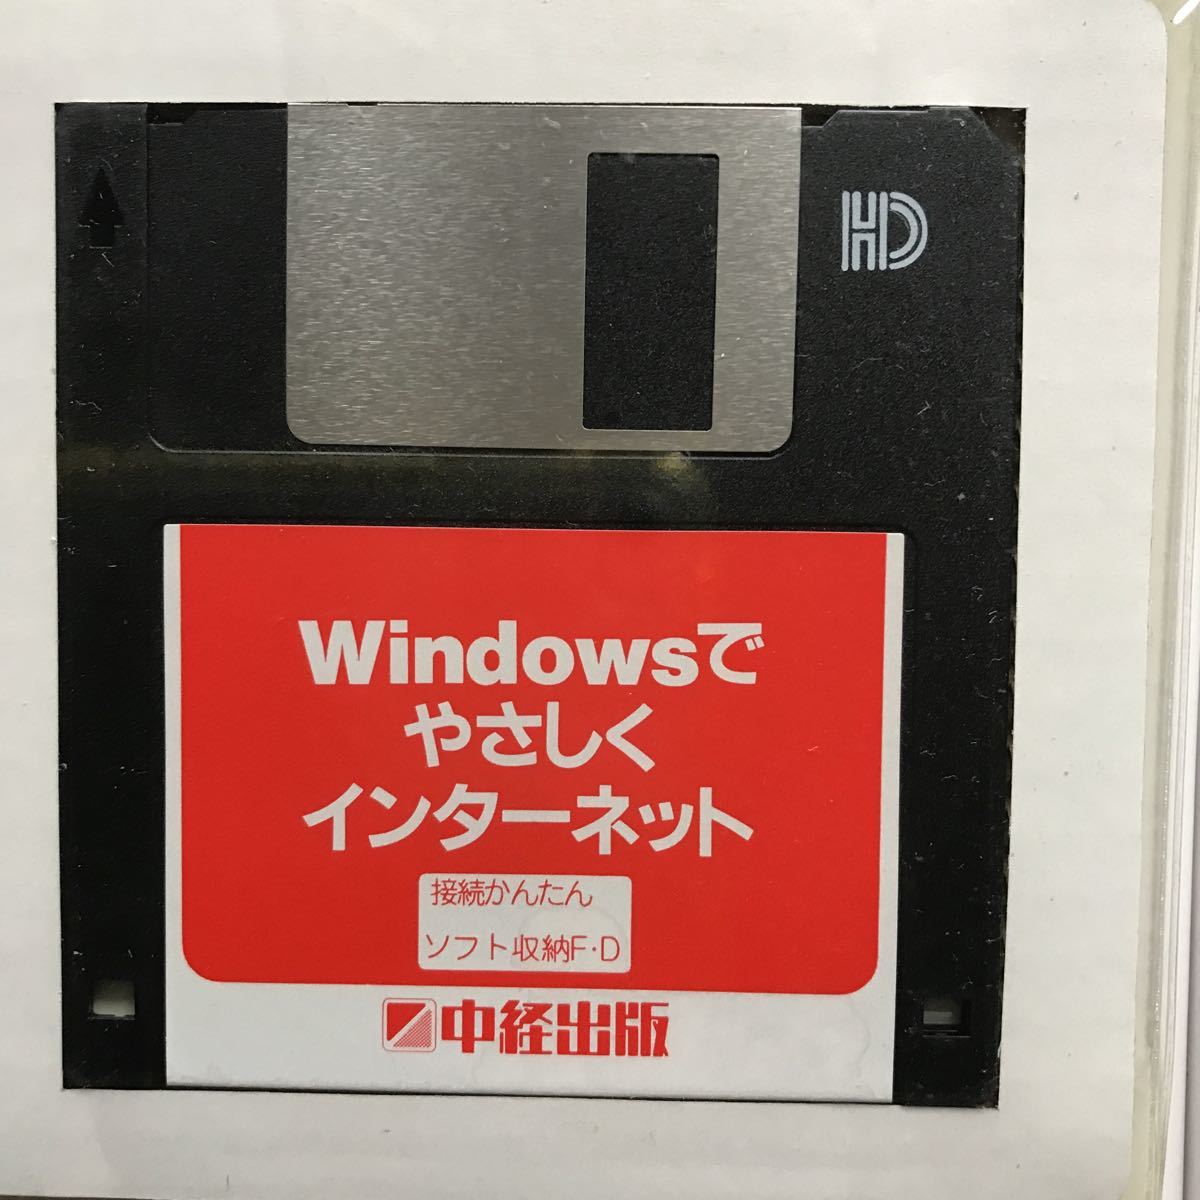 HD
Windowsで
やさしく
インターネット
接続かんたん
ソフト収納F・D
中経出版